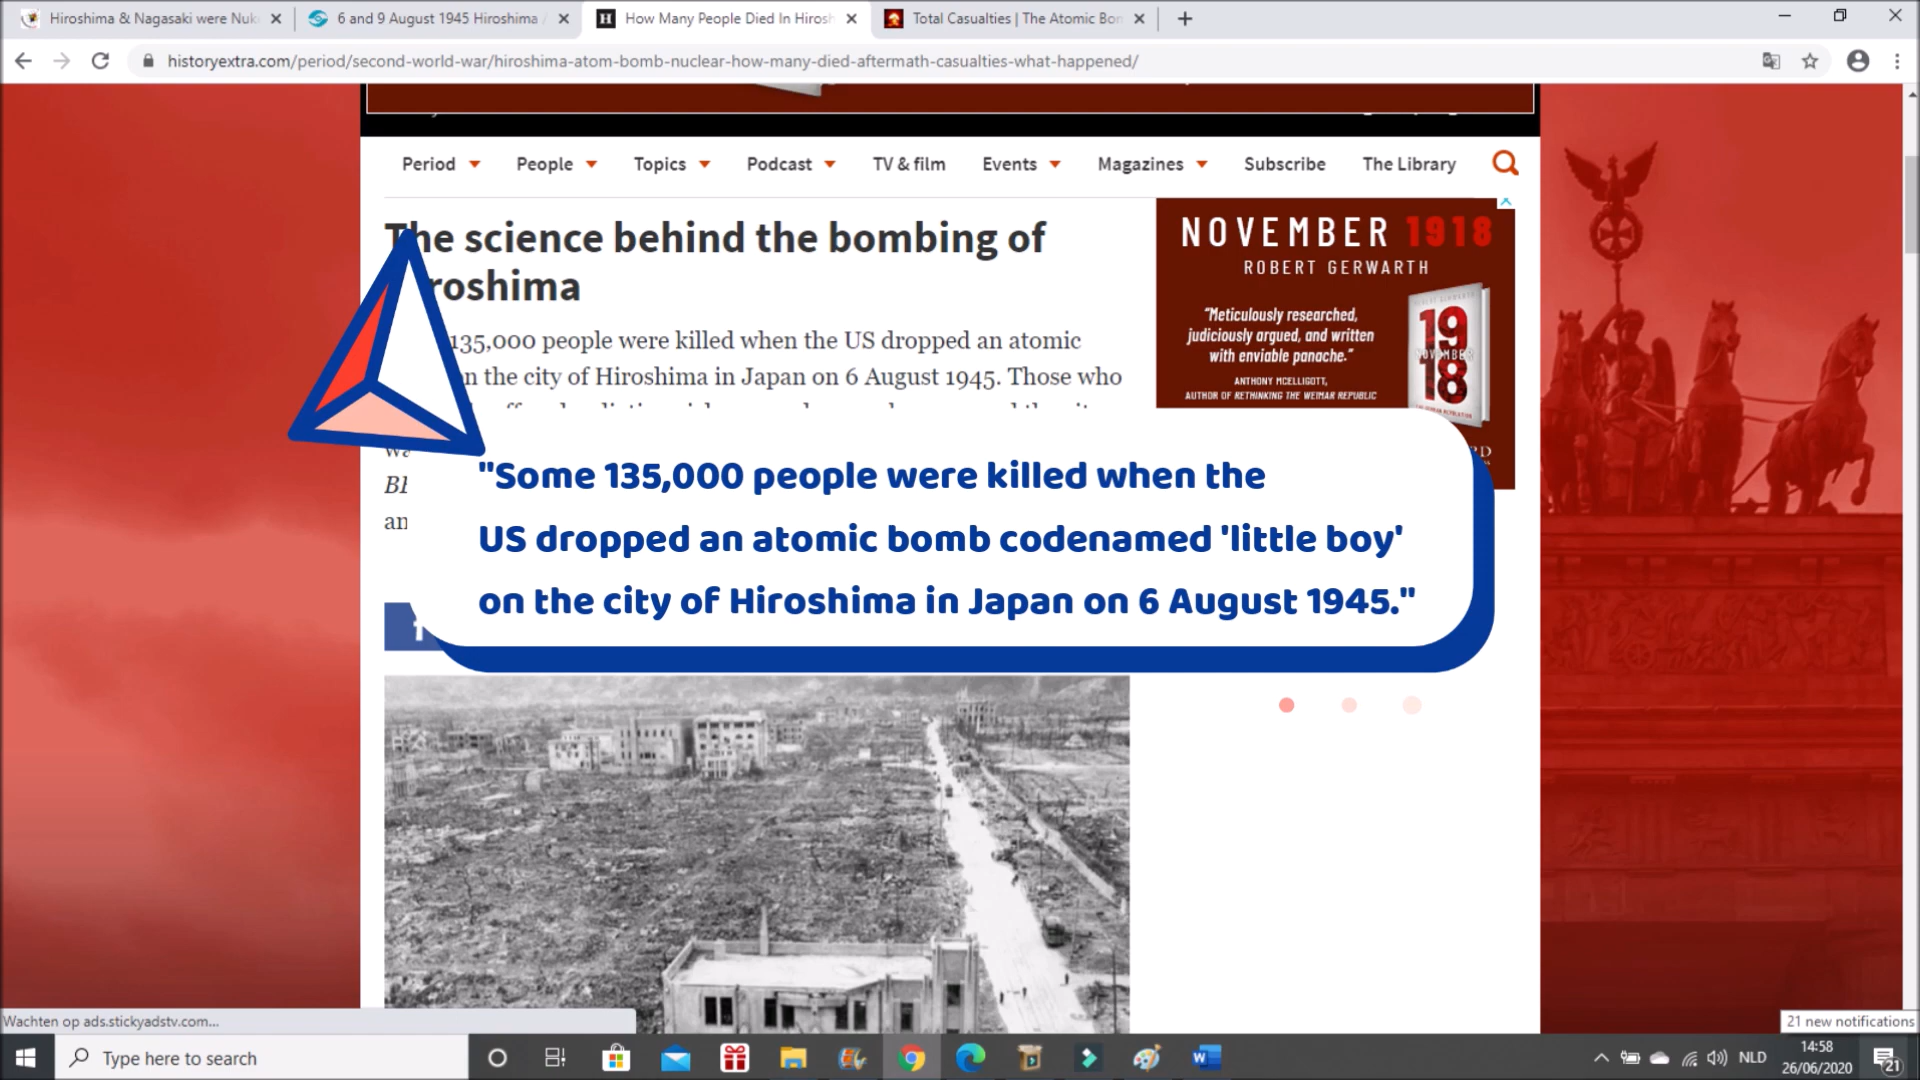 Hiroshima & Nagasaki were Nuk
6 and 9 August 1945 Hiroshima /
How Many People Died In Hirosh
Total Casualties | The Atomic Bon
historyextra.com/period/second-world-war/hiroshima-atom-bomb-nuclear-how-many-died-aftermath-casualties-what-happened/
Period People Topics Podcast TV & film Events Magazines Subscribe The Library
The science behind the bombing of
roshima
135,000 people were killed when the US dropped an atomic
n the city of Hiroshima in Japan on 6 August 1945. Those who
an
NOVEMBER 1918
ROBERT GERWARTH
"Meticulously researched,
judiciously argued, and written
with enviable panache."
ANTHONY MCELLIGOTT,
AUTHOR OF RETHINKING THE WEIMAR REPUBLIC
NOVEMBER
1918
"Some 135,000 people were killed when the
US dropped an atomic bomb codenamed 'little boy'
on the city of Hiroshima in Japan on 6 August 1945."
Wachten op ads.stickyadstv.com...
21 new notifications
Type here to search
NLD
14:58
26/06/2020
21